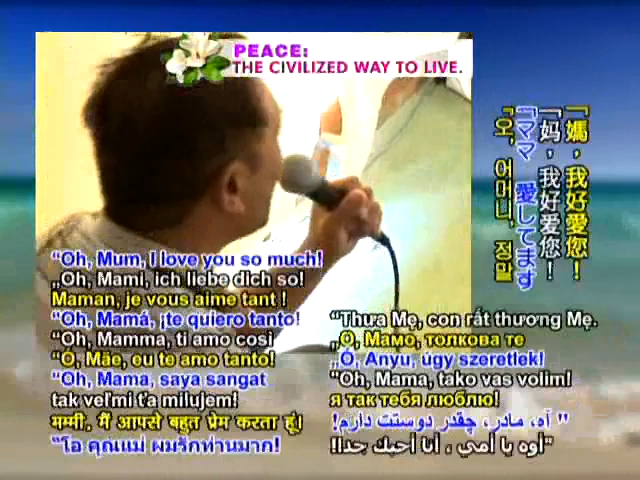 PEACE:
THE CIVILIZED WAY TO LIVE.
「媽，我好愛您！
「妈，我好爱您！
「ママ 愛してます
「오, 어머니, 정말
“Oh, Mum, I love you so much!
„Oh, Mami, ich liebe dich so!
Maman, je vous aime tant !
“Oh, Mamá, ¡te quiero tanto!
“Oh, Mamma, ti amo così
“Ó, Mãe, eu te amo tanto!
“Oh, Mama, saya sangat
tak veľmi ťa milujem!
मम्मी, मैं आपसे बहुत प्रेम करता हूं।
“โอ คุณแม่ ผมรักท่านมาก!
“Thưa Mẹ, con rất thương Mẹ.
„О, Мамо, толкова те
„Ó, Anyu, úgy szeretlek!
“Oh, Mama, tako vas volim!
я так тебя люблю!
" آه، مادر، چقدر دوستت دارم!
"أوه يا أمي ، أنا أحبك جدا!